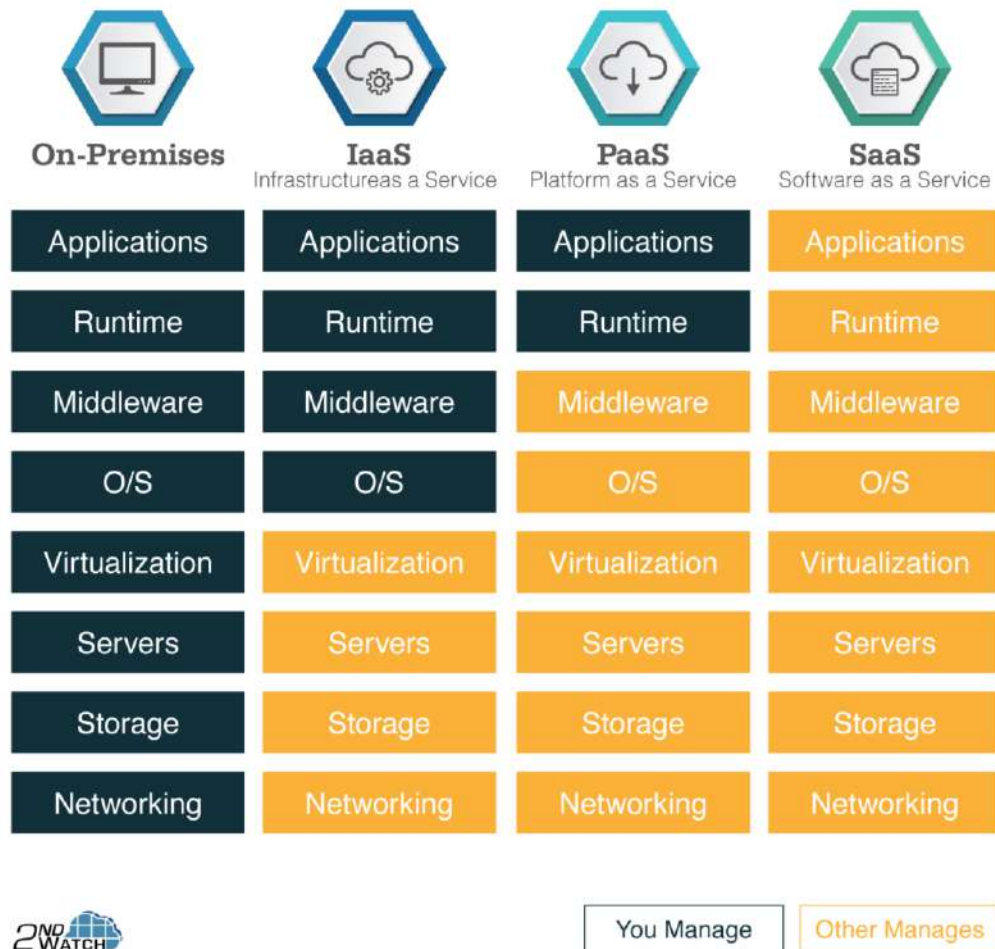 On-Premises IaaS PaaS SaaS
Infrastructureas a Service Platform as a Service Software as a Service
Applications Applications Applications Applications
Runtime Runtime Runtime Runtime
Middleware Middleware Middleware Middleware
O/S O/S O/S O/S
Virtualization Virtualization Virtualization Virtualization
Servers Servers Servers Servers
Storage Storage Storage Storage
Networking Networking Networking Networking
2ND WATCH You Manage Other Manages